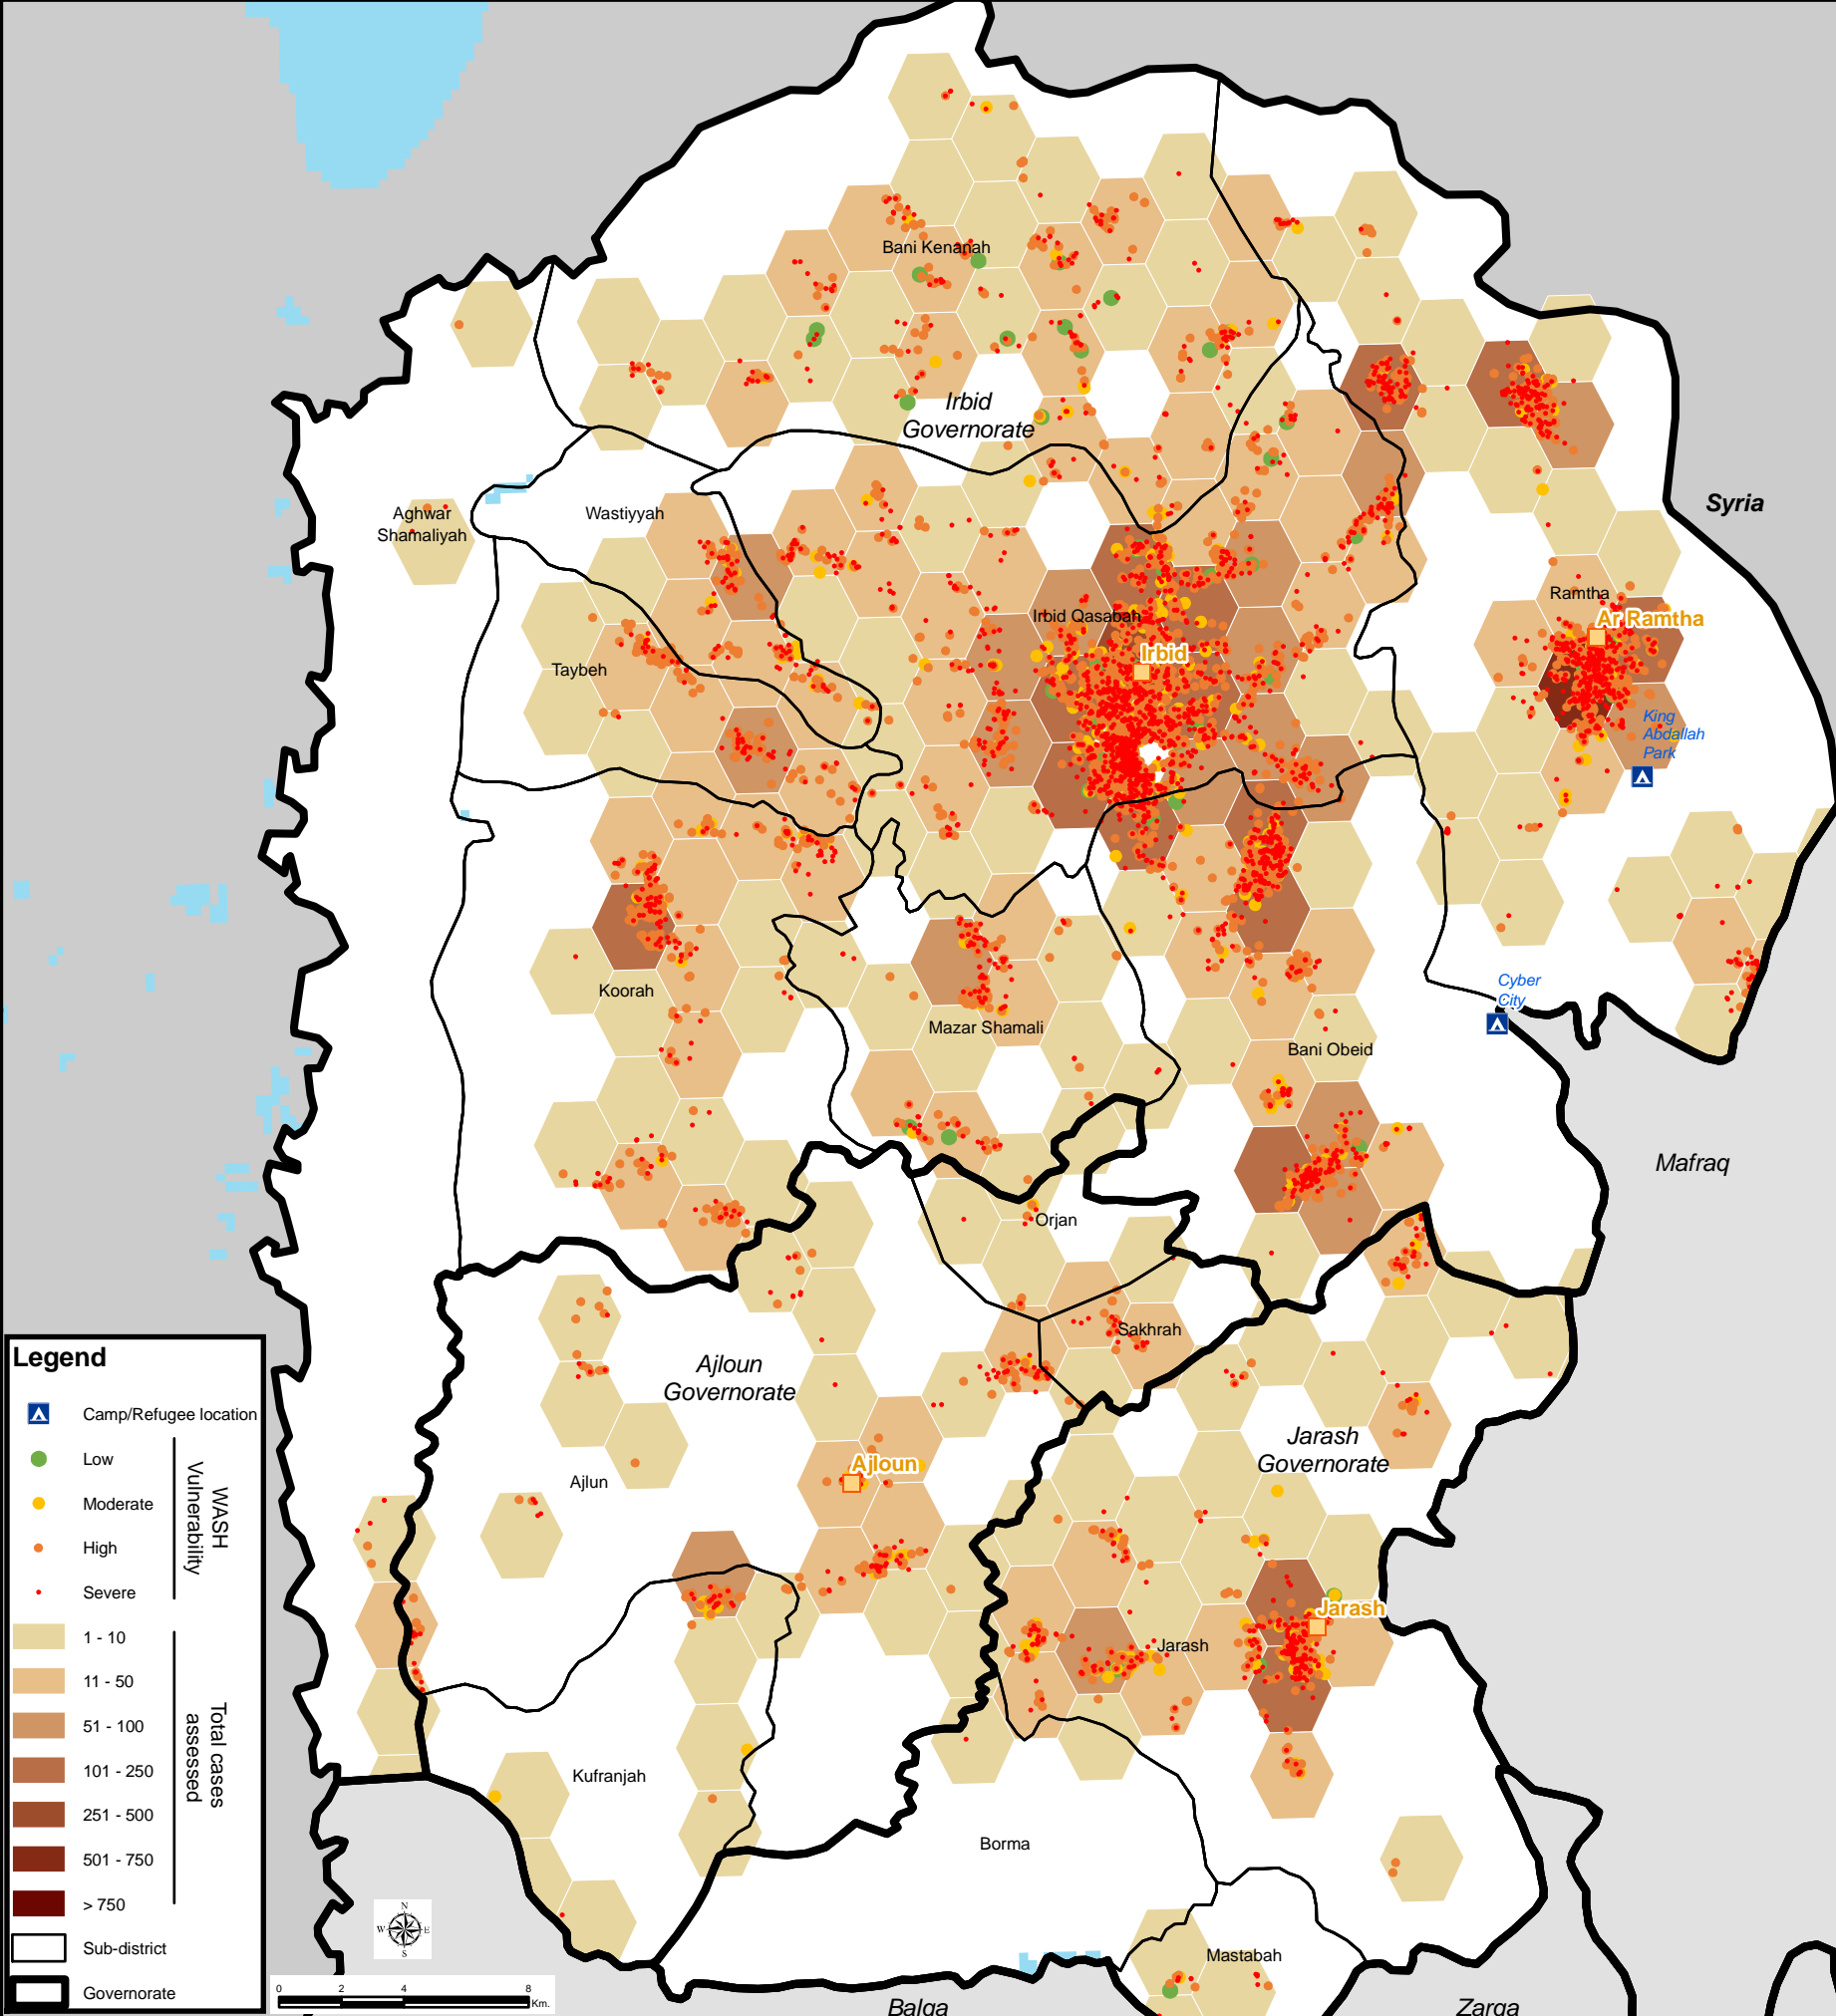 Bani Kenanah
Irbid
Governorate
Syria
Aghwar
Shamaliyah
Wastiyyah
Ramtha
Ar Ramtha
Irbid Qasabah
Irbid
Taybeh
King
Abdallah
Park
Koorah
Cyber
City
Mazar Shamali
Bani Obeid
Mafraq
Orjan
Sakhrah
Ajloun
Governorate
Jarash
Governorate
Ajloun
Ajlun
Jarash
Jarash
Kufranjah
Borma
Mastabah
Balqa
Zarqa
Legend
Camp/Refugee location
Low
Moderate
High
Severe
WASH
Vulnerability
1 - 10
11 - 50
51 - 100
101 - 250
251 - 500
501 - 750
> 750
Total cases
assessed
Sub-district
Governorate
N
W E
S
0 2 4 8
Km.